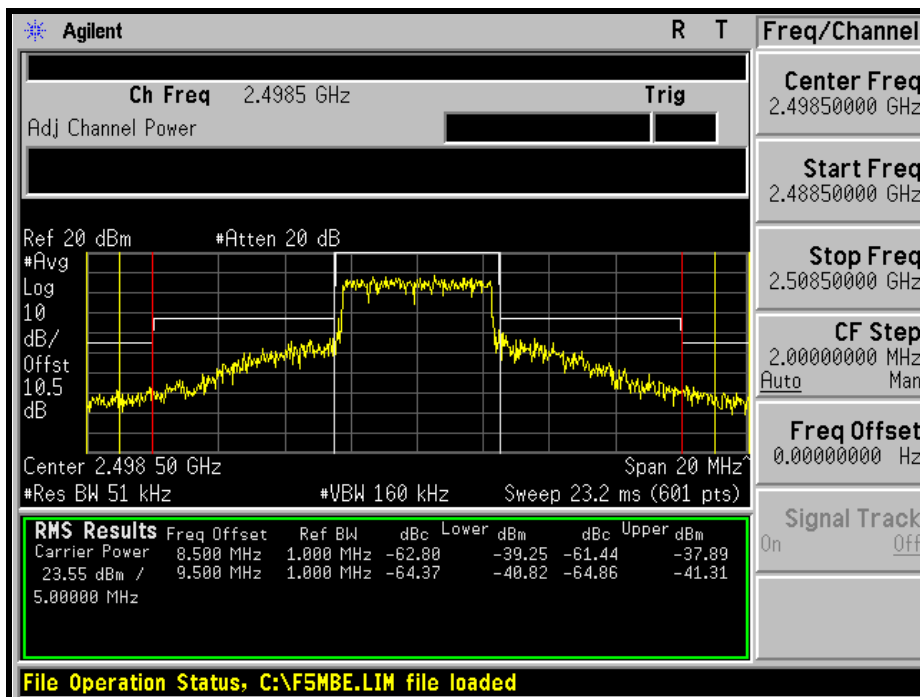 Agilent R T Freq/Channel
Ch Freq 2.4985 GHz Trig
Adj Channel Power
Center Freq
2.49850000 GHz
Start Freq
2.48850000 GHz
Stop Freq
2.50850000 GHz
CF Step
2.00000000 MHz
Auto Man
Freq Offset
0.00000000 Hz
Signal Track
On Off
Ref 20 dBm #Atten 20 dB
#Avg
Log
10
dB/
Offst
10.5
dB
Center 2.498 50 GHz Span 20 MHz^
#Res BW 51 kHz #VBW 160 kHz Sweep 23.2 ms (601 pts)
RMS Results Freq Offset Ref BW dBc Lower dBm dBc Upper dBm
Carrier Power 8.500 MHz 1.000 MHz -62.80 -39.25 -61.44 -37.89
23.55 dBm / 9.500 MHz 1.000 MHz -64.37 -40.82 -64.86 -41.31
5.00000 MHz
File Operation Status, C:\F5MBE.LIM file loaded